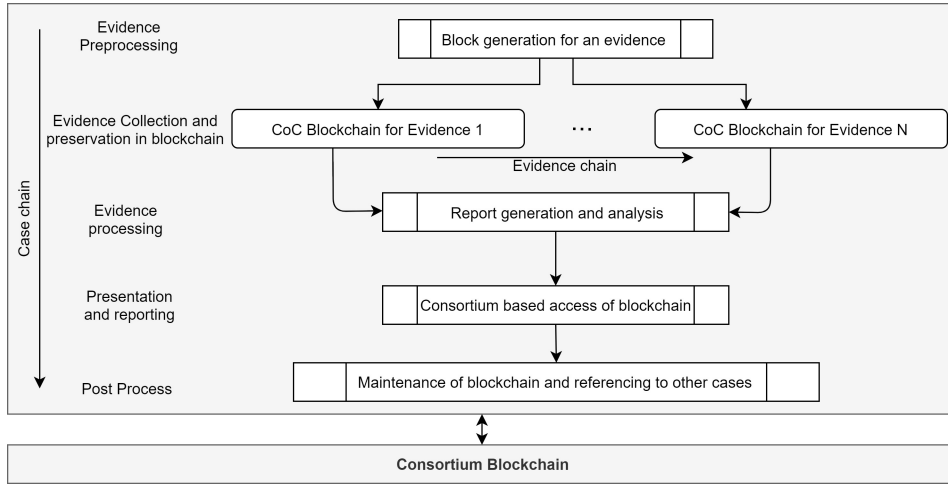 Evidence
Preprocessing
Block generation for an evidence
Evidence Collection and
preservation in blockchain
CoC Blockchain for Evidence 1
...
CoC Blockchain for Evidence N
Evidence chain
Case chain
Evidence
processing
Report generation and analysis
Presentation
and reporting
Consortium based access of blockchain
Post Process
Maintenance of blockchain and referencing to other cases
Consortium Blockchain